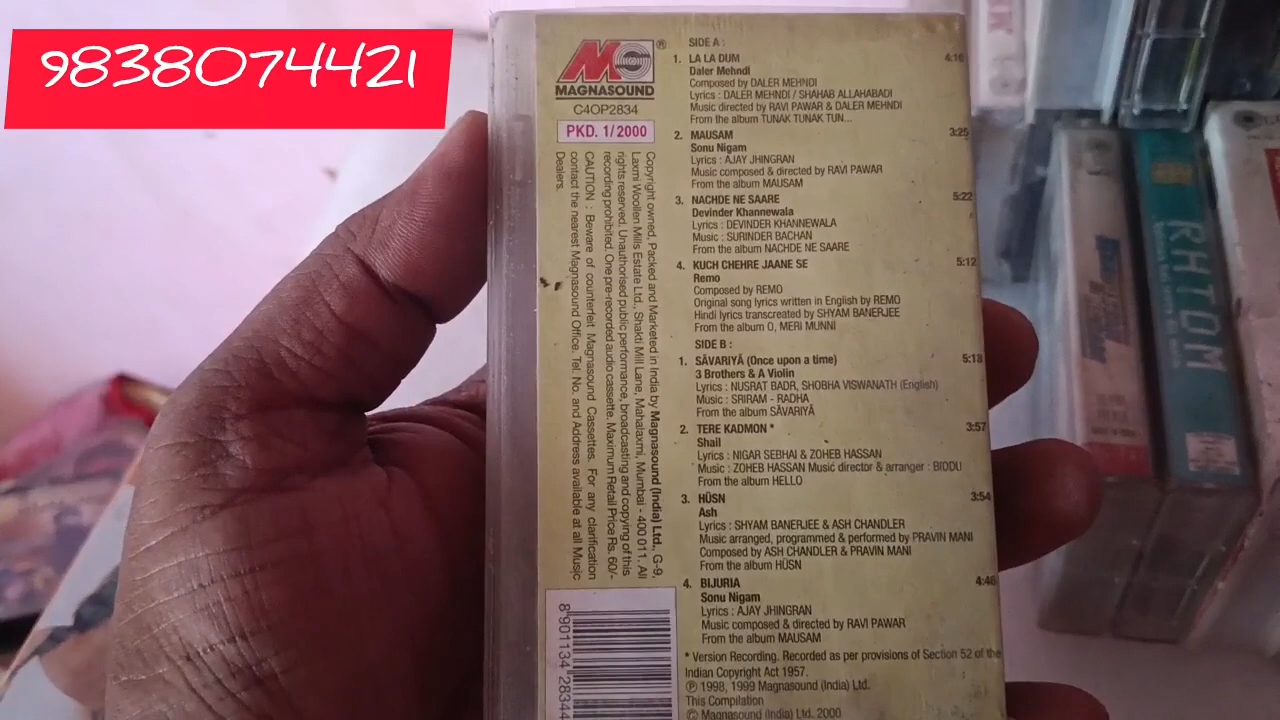 9838074421
MAGNASOUND
C4OP2834
PKD. 1/2000
Copyright owned, Packed and Marketed in India by Magnasound (India) Ltd., G-9,
Laxmi Woollen Mills Estate Ltd., Shakti Mill Lane, Mahalaxmi, Mumbai - 400 011. All
rights reserved. Unauthorised public performance, broadcasting and copying of this
recording prohibited. One pre-recorded audio cassette. Maximum Retail Price Rs. 60/-
CAUTION : Beware of counterfeit Magnasound Cassettes. For any clarification
contact the nearest Magnasound Office. Tel. No. and Address available at all Music
Dealers.
8 901134 28344
SIDE A :
1. LA LA DUM 4:16
Daler Mehndi
Composed by DALER MEHNDI
Lyrics : DALER MEHNDI / SHAHAB ALLAHABADI
Music directed by RAVI PAWAR & DALER MEHNDI
From the album TUNAK TUNAK TUN...
2. MAUSAM 3:25
Sonu Nigam
Lyrics : AJAY JHINGRAN
Music composed & directed by RAVI PAWAR
From the album MAUSAM
3. NACHDE NE SAARE 5:22
Devinder Khannewala
Lyrics : DEVINDER KHANNEWALA
Music : SURINDER BACHAN
From the album NACHDE NE SAARE
4. KUCH CHEHRE JAANE SE 5:12
Remo
Composed by REMO
Original song lyrics written in English by REMO
Hindi lyrics transcreated by SHYAM BANERJEE
From the album O, MERI MUNNI
SIDE B :
1. SĀVARIYĀ (Once upon a time) 5:18
3 Brothers & A Violin
Lyrics : NUSRAT BADR, SHOBHA VISWANATH (English)
Music : SRIRAM - RADHA
From the album SĀVARIYĀ
2. TERE KADMON * 3:57
Shail
Lyrics : NIGAR SEBHAI & ZOHEB HASSAN
Music : ZOHEB HASSAN Music director & arranger : BIDDU
From the album HELLO
3. HÜSN 3:54
Ash
Lyrics : SHYAM BANERJEE & ASH CHANDLER
Music arranged, programmed & performed by PRAVIN MANI
Composed by ASH CHANDLER & PRAVIN MANI
From the album HÜSN
4. BIJURIA 4:46
Sonu Nigam
Lyrics : AJAY JHINGRAN
Music composed & directed by RAVI PAWAR
From the album MAUSAM
* Version Recording. Recorded as per provisions of Section 52 of the
Indian Copyright Act 1957.
Ⓟ 1998, 1999 Magnasound (India) Ltd.
This Compilation
© Magnasound (India) Ltd. 2000
RHTDM